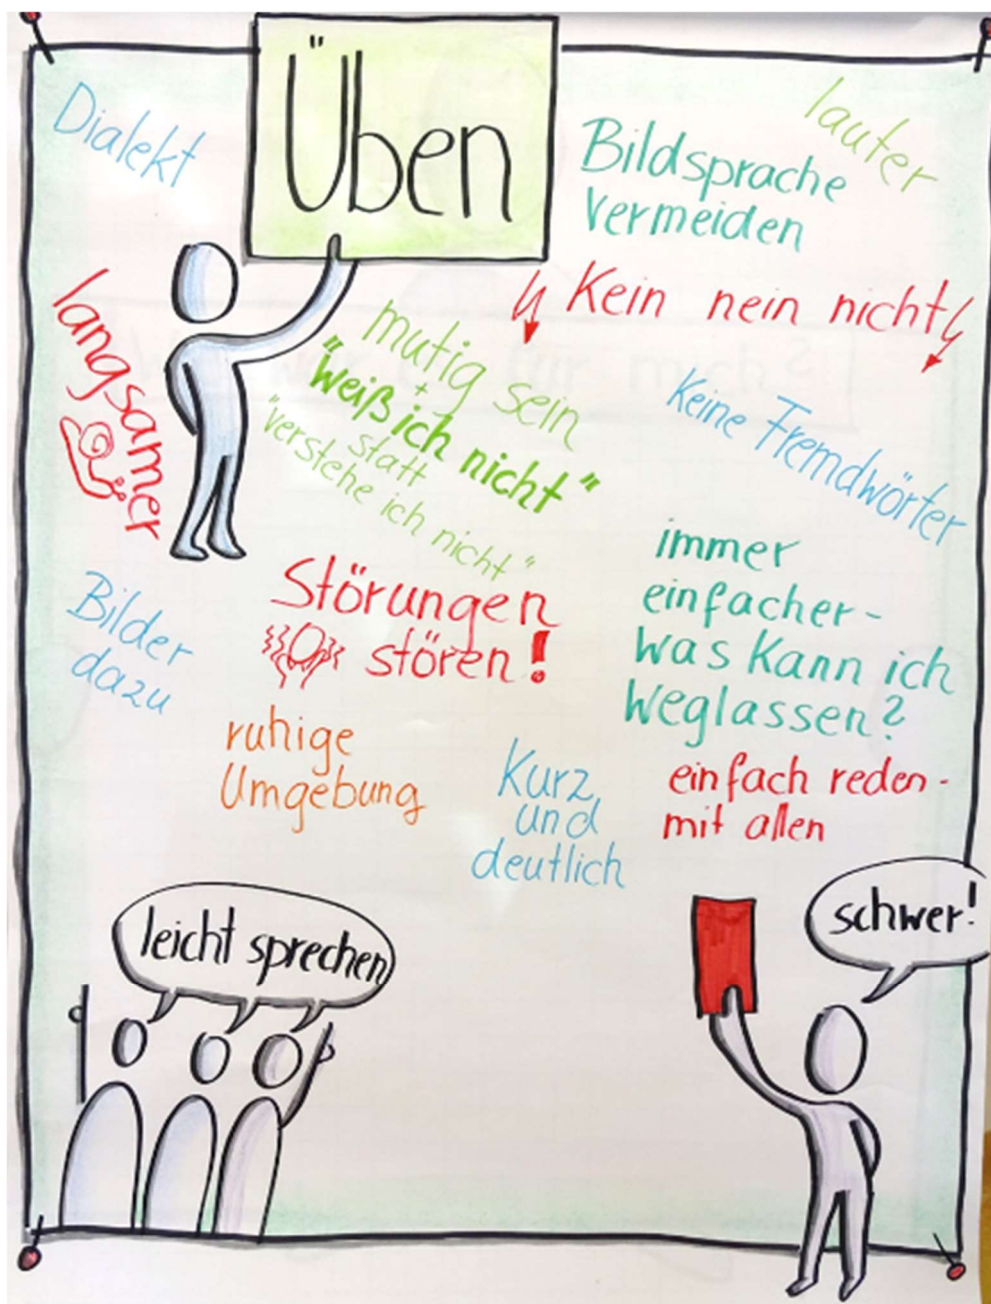 Üben
Dialekt
lauter
Bildsprache
vermeiden
Kein nein nicht
langsamer
mutig sein
+
"weiß ich nicht"
statt
"verstehe ich nicht"
Keine Fremdwörter
immer
einfacher-
was kann ich
weglassen?
Störungen
stören!
Bilder
dazu
ruhige
Umgebung
Kurz
und
deutlich
einfach reden-
mit allen
leicht sprechen
schwer!